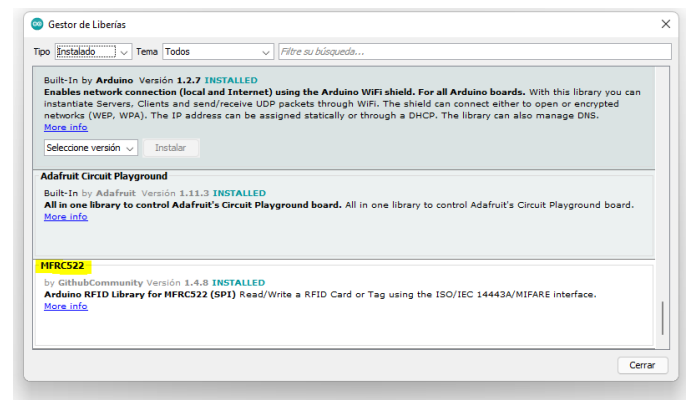 Gestor de Liberías
Tipo Instalado Tema Todos Filtre su búsqueda...
Built-In by Arduino Versión 1.2.7 INSTALLED
Enables network connection (local and Internet) using the Arduino WiFi shield. For all Arduino boards. With this library you can
instantiate Servers, Clients and send/receive UDP packets through WiFi. The shield can connect either to open or encrypted
networks (WEP, WPA). The IP address can be assigned statically or through a DHCP. The library can also manage DNS.
More info
Seleccione versión Instalar
Adafruit Circuit Playground
Built-In by Adafruit Versión 1.11.3 INSTALLED
All in one library to control Adafruit's Circuit Playground board. All in one library to control Adafruit's Circuit Playground board.
More info
MFRC522
by GithubCommunity Versión 1.4.8 INSTALLED
Arduino RFID Library for MFRC522 (SPI) Read/Write a RFID Card or Tag using the ISO/IEC 14443A/MIFARE interface.
More info
Cerrar